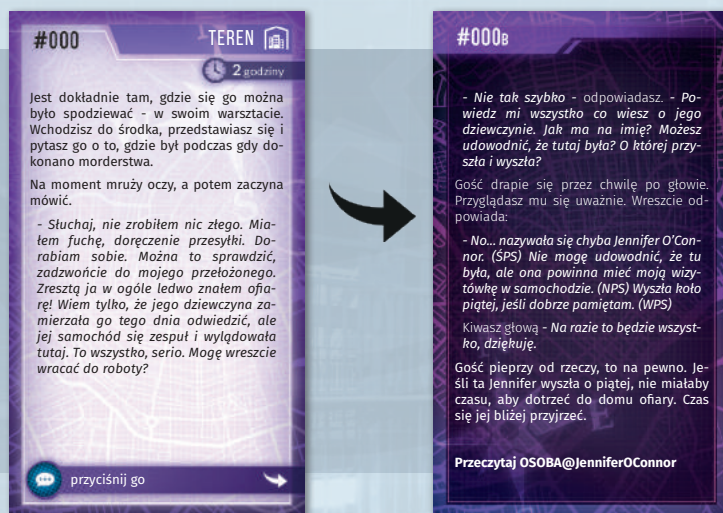 #000
TEREN
2 godziny
Jest dokładnie tam, gdzie się go można
było spodziewać - w swoim warsztacie.
Wchodzisz do środka, przedstawiasz się i
pytasz go o to, gdzie był podczas gdy do-
konano morderstwa.
Na moment mruży oczy, a potem zaczyna
mówić.
- Słuchaj, nie zrobiłem nic złego. Mia-
łem fuchę, doręczenie przesyłki. Do-
rabiam sobie. Można to sprawdzić,
zadzwońcie do mojego przełożonego.
Zresztą ja w ogóle ledwo znałem ofia-
rę! Wiem tylko, że jego dziewczyna za-
mierzała go tego dnia odwiedzić, ale
jej samochód się zespuł i wylądowała
tutaj. To wszystko, serio. Mogę wreszcie
wracać do roboty?
przyciśnij go
#000B
- Nie tak szybko - odpowiadasz. - Po-
wiedz mi wszystko co wiesz o jego
dziewczynie. Jak ma na imię? Możesz
udowodnić, że tutaj była? O której przy-
szła i wyszła?
Gość drapie się przez chwilę po głowie.
Przyglądasz mu się uważnie. Wreszcie od-
powiada:
- No... nazywała się chyba Jennifer O'Con-
nor. (ŚPS) Nie mogę udowodnić, że tu
była, ale ona powinna mieć moją wizy-
tówkę w samochodzie. (NPS) Wyszła koło
piątej, jeśli dobrze pamiętam. (WPS)
Kiwasz głową - Na razie to będzie wszyst-
ko, dziękuję.
Gość pieprzy od rzeczy, to na pewno. Je-
śli ta Jennifer wyszła o piątej, nie miałaby
czasu, aby dotrzeć do domu ofiary. Czas
się jej bliżej przyjrzeć.
Przeczytaj OSOBA@JenniferOConnor